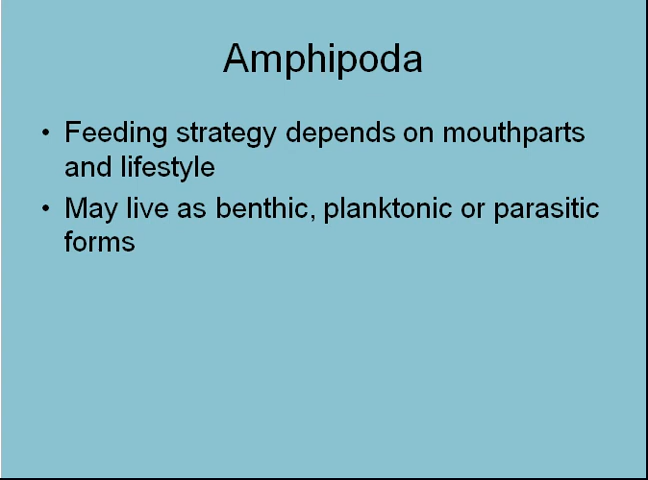 Amphipoda
• Feeding strategy depends on mouthparts
and lifestyle
• May live as benthic, planktonic or parasitic
forms